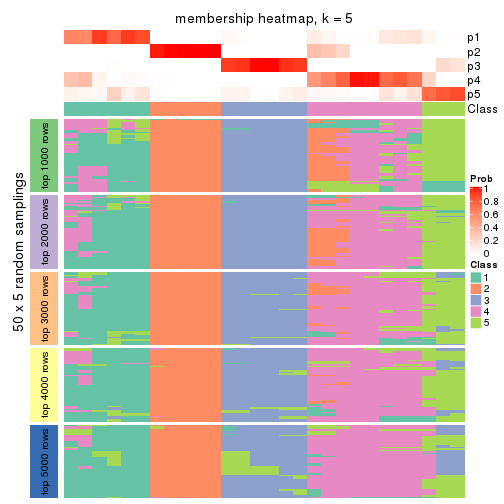 membership heatmap, k = 5
p1
p2
p3
p4
p5
Class
50 x 5 random samplings
top 1000 rows
top 2000 rows
top 3000 rows
top 4000 rows
top 5000 rows
Prob
1
0.8
0.6
0.4
0.2
0
Class
1
2
3
4
5